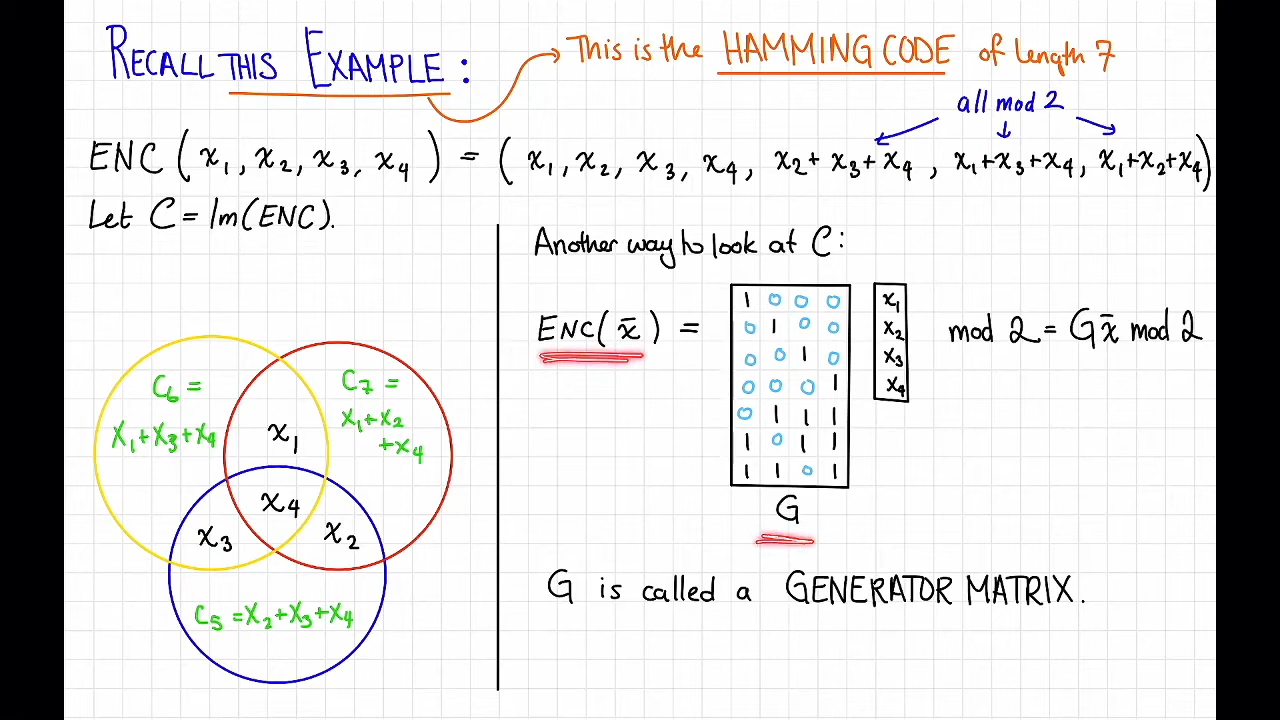 RECALL THIS EXAMPLE:
This is the HAMMING CODE of length 7
all mod 2
ENC(x₁, x₂, x₃, x₄) = (x₁, x₂, x₃, x₄, x₂+x₃+x₄, x₁+x₃+x₄, x₁+x₂+x₄)
Let C = Im(ENC).
C₆ =
x₁+x₃+x₄
C₇ =
x₁+x₂
+x₄
x₁
x₄
x₃
x₂
C₅ = x₂+x₃+x₄
Another way to look at C:
ENC(x̄) =
1 0 0 0
0 1 0 0
0 0 1 0
0 0 0 1
0 1 1 1
1 0 1 1
1 1 0 1
G
x₁
x₂
x₃
x₄
mod 2 = Gx̄ mod 2
G is called a GENERATOR MATRIX.